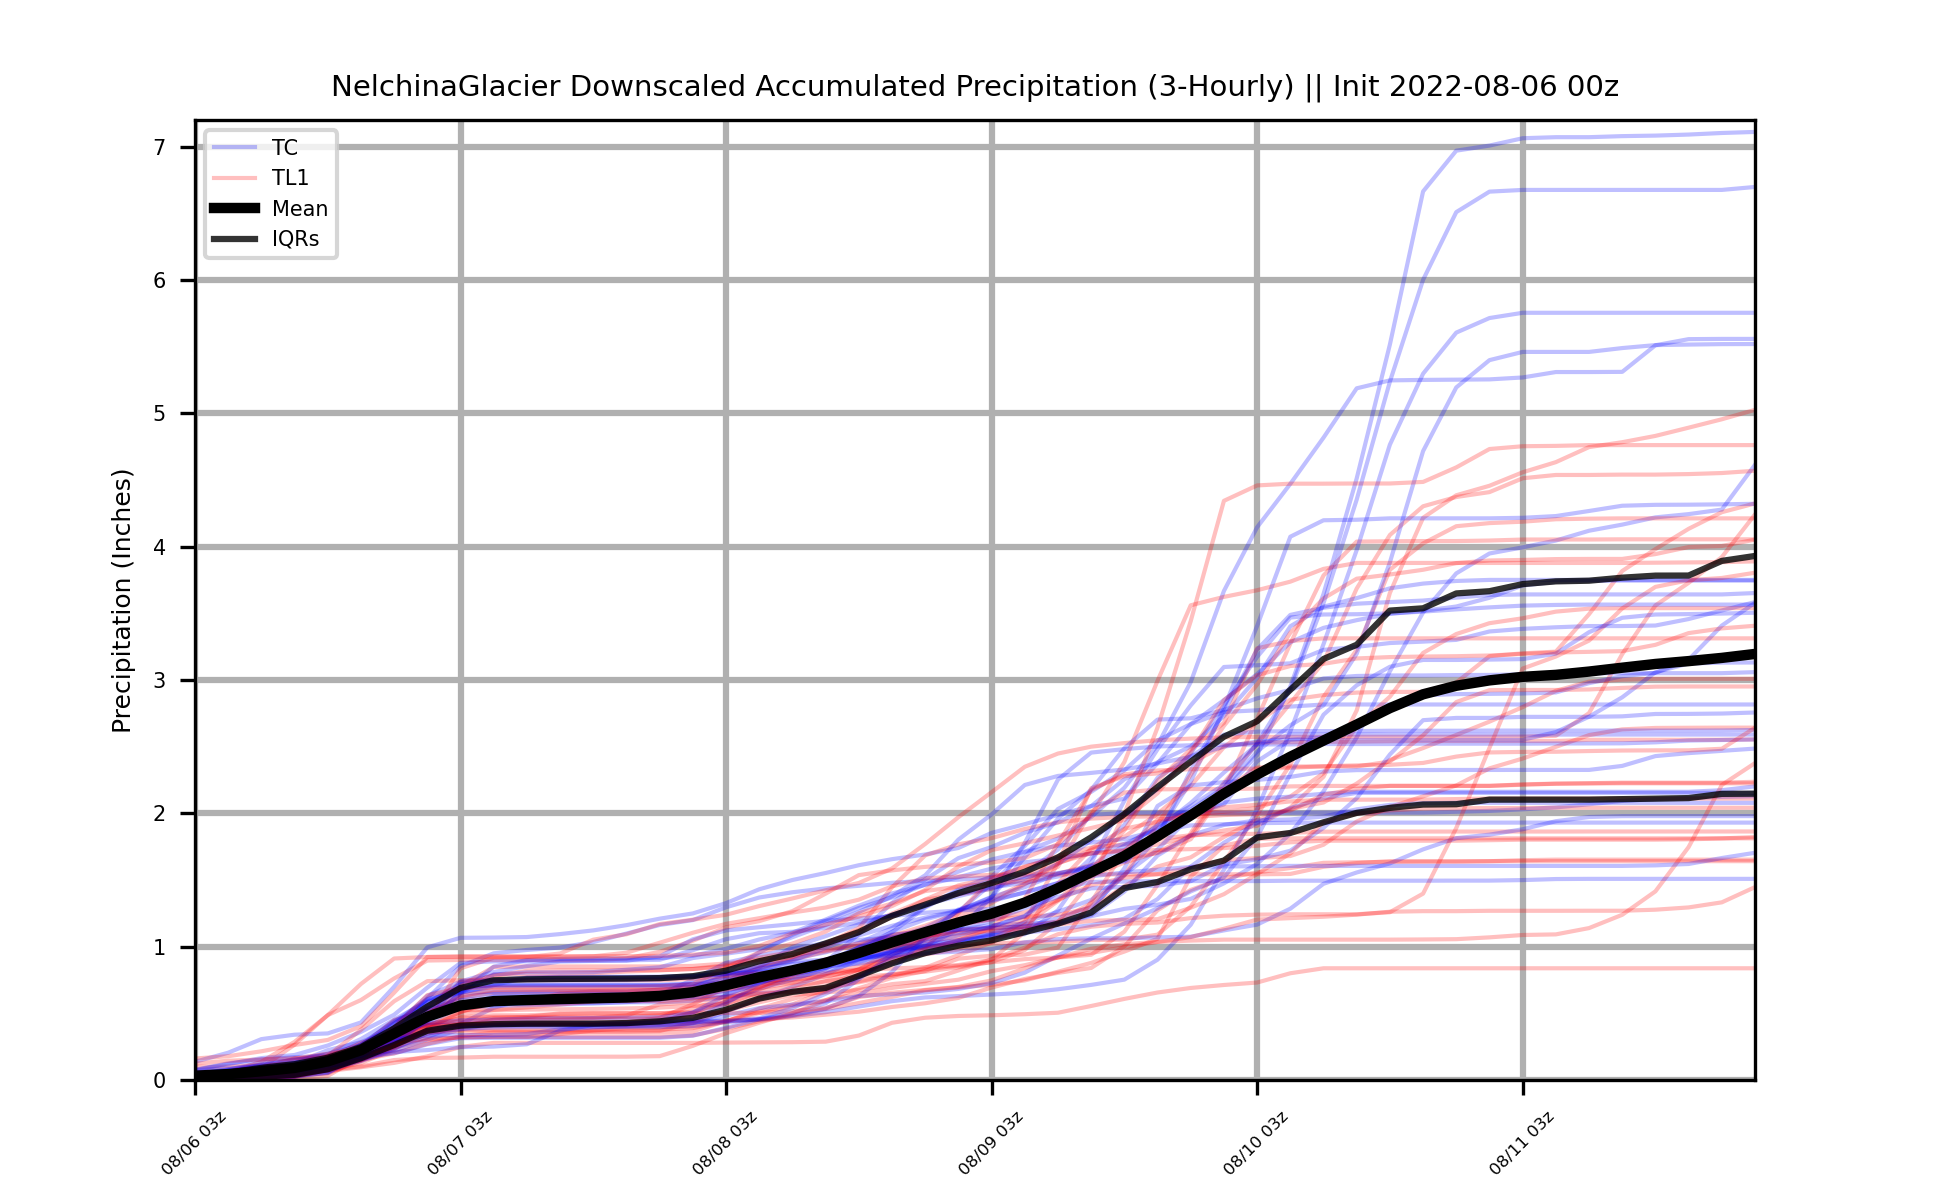 NelchinaGlacier Downscaled Accumulated Precipitation (3-Hourly) || Init 2022-08-06 00z
TC
TL1
Mean
IQRs
Precipitation (Inches)
7
6
5
4
3
2
1
0
08/06 03z
08/07 03z
08/08 03z
08/09 03z
08/10 03z
08/11 03z